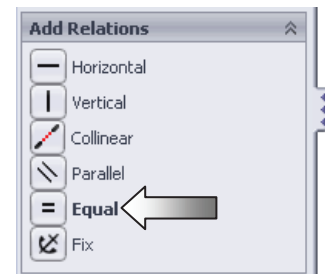 Add Relations
Horizontal
Vertical
Collinear
Parallel
Equal
Fix